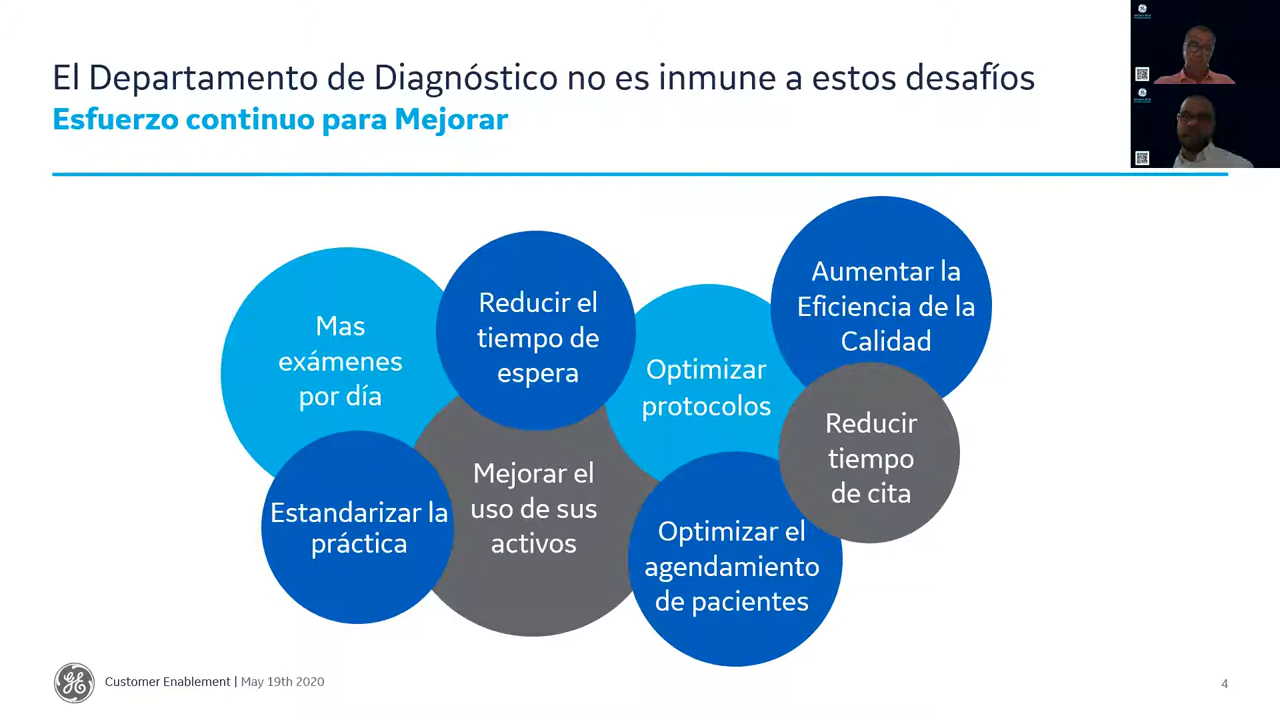 El Departamento de Diagnóstico no es inmune a estos desafíos
Esfuerzo continuo para Mejorar
Mas
exámenes
por día
Reducir el
tiempo de
espera
Optimizar
protocolos
Aumentar la
Eficiencia de la
Calidad
Estandarizar la
práctica
Mejorar el
uso de sus
activos
Optimizar el
agendamiento
de pacientes
Reducir
tiempo
de cita
Customer Enablement | May 19th 2020
4